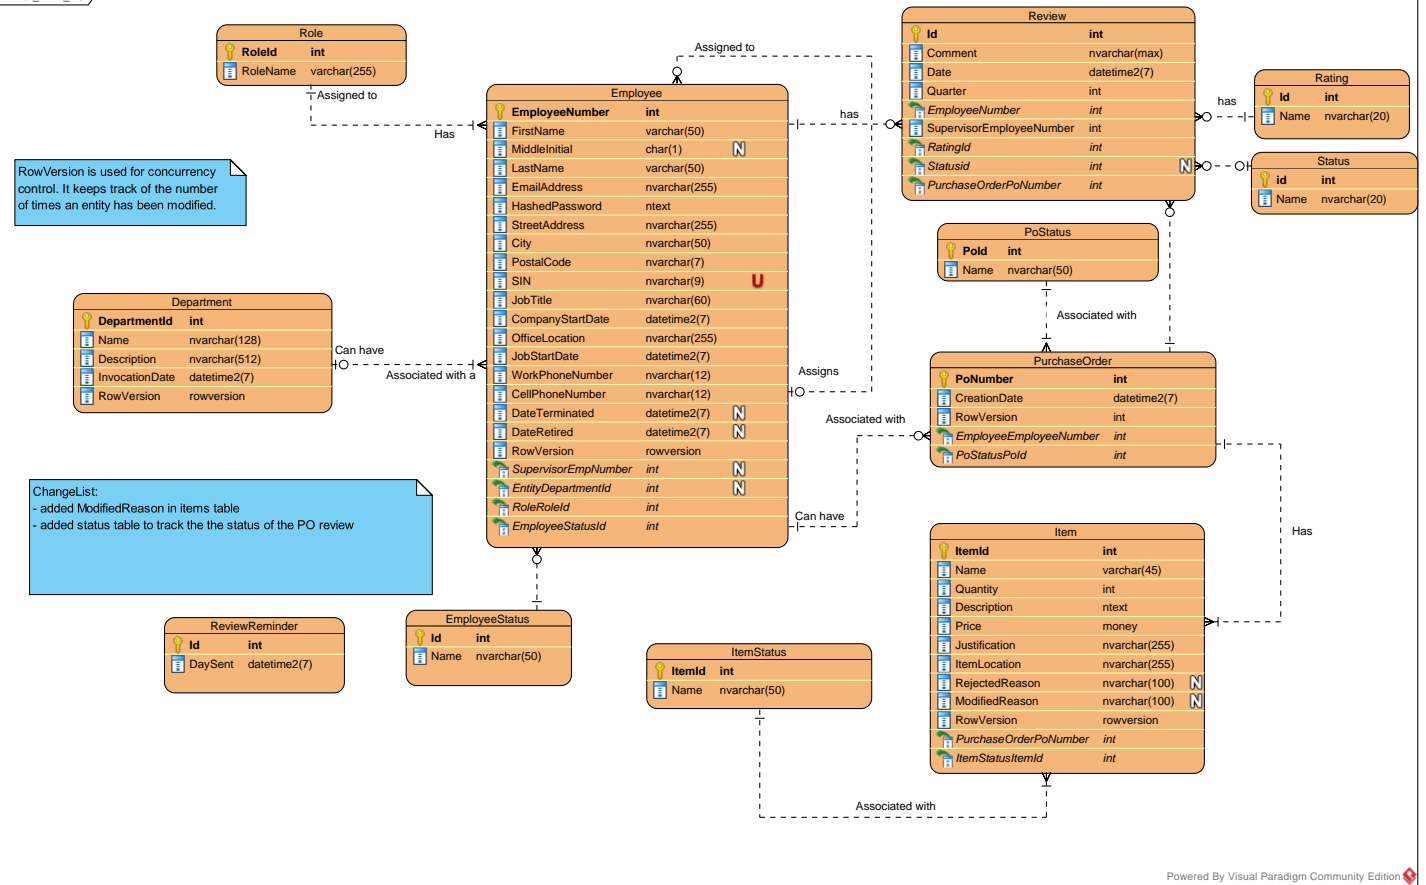 Role
RoleId int
RoleName varchar(255)
Assigned to
Has
RowVersion is used for concurrency
control. It keeps track of the number
of times an entity has been modified.
Department
DepartmentId int
Name nvarchar(128)
Description nvarchar(512)
InvocationDate datetime2(7)
RowVersion rowversion
Can have
Associated with a
ChangeList:
- added ModifiedReason in items table
- added status table to track the the status of the PO review
ReviewReminder
Id int
DaySent datetime2(7)
EmployeeStatus
Id int
Name nvarchar(50)
Employee
EmployeeNumber int
FirstName varchar(50)
MiddleInitial char(1) N
LastName varchar(50)
EmailAddress nvarchar(255)
HashedPassword ntext
StreetAddress nvarchar(255)
City nvarchar(50)
PostalCode nvarchar(7)
SIN nvarchar(9) U
JobTitle nvarchar(60)
CompanyStartDate datetime2(7)
OfficeLocation nvarchar(255)
JobStartDate datetime2(7)
WorkPhoneNumber nvarchar(12)
CellPhoneNumber nvarchar(12)
DateTerminated datetime2(7) N
DateRetired datetime2(7) N
RowVersion rowversion
SupervisorEmpNumber int N
EntityDepartmentId int N
RoleRoleId int
EmployeeStatusId int
Assigned to
Assigns
has
Associated with
Can have
Review
Id int
Comment nvarchar(max)
Date datetime2(7)
Quarter int
EmployeeNumber int
SupervisorEmployeeNumber int
RatingId int
Statusid int N
PurchaseOrderPoNumber int
has
Rating
Id int
Name nvarchar(20)
Status
id int
Name nvarchar(20)
PoStatus
PoId int
Name nvarchar(50)
Associated with
PurchaseOrder
PoNumber int
CreationDate datetime2(7)
RowVersion int
EmployeeEmployeeNumber int
PoStatusPoId int
Has
Item
ItemId int
Name varchar(45)
Quantity int
Description ntext
Price money
Justification nvarchar(255)
ItemLocation nvarchar(255)
RejectedReason nvarchar(100) N
ModifiedReason nvarchar(100) N
RowVersion rowversion
PurchaseOrderPoNumber int
ItemStatusItemId int
ItemStatus
ItemId int
Name nvarchar(50)
Associated with
Powered By Visual Paradigm Community Edition